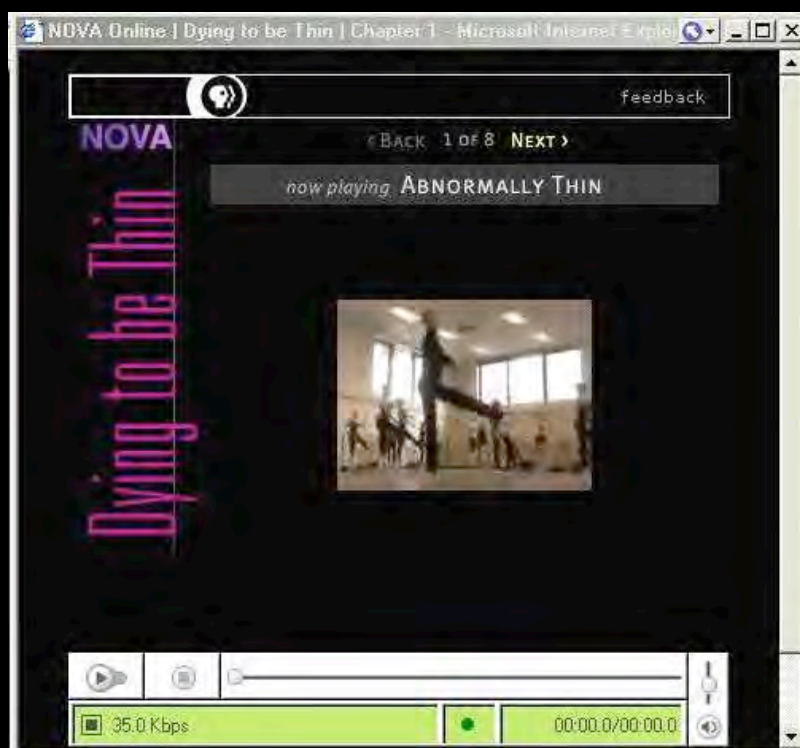 NOVA Online | Dying to be Thin | Chapter 1 - Microsoft Internet Explo
feedback
NOVA
‹ BACK 1 OF 8 NEXT ›
now playing ABNORMALLY THIN
Dying to be Thin
35.0 Kbps
00:00.0/00:00.0